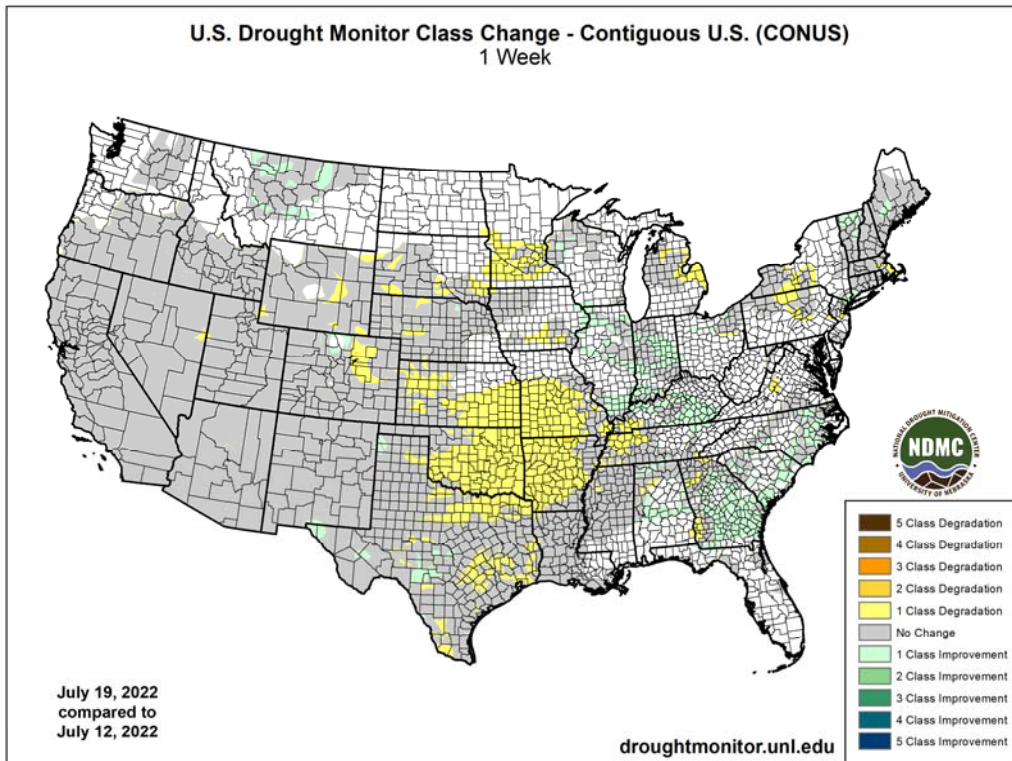 U.S. Drought Monitor Class Change - Contiguous U.S. (CONUS)
1 Week
NATIONAL DROUGHT MITIGATION CENTER
NDMC
UNIVERSITY OF NEBRASKA
5 Class Degradation
4 Class Degradation
3 Class Degradation
2 Class Degradation
1 Class Degradation
No Change
1 Class Improvement
2 Class Improvement
3 Class Improvement
4 Class Improvement
5 Class Improvement
July 19, 2022
compared to
July 12, 2022
droughtmonitor.unl.edu